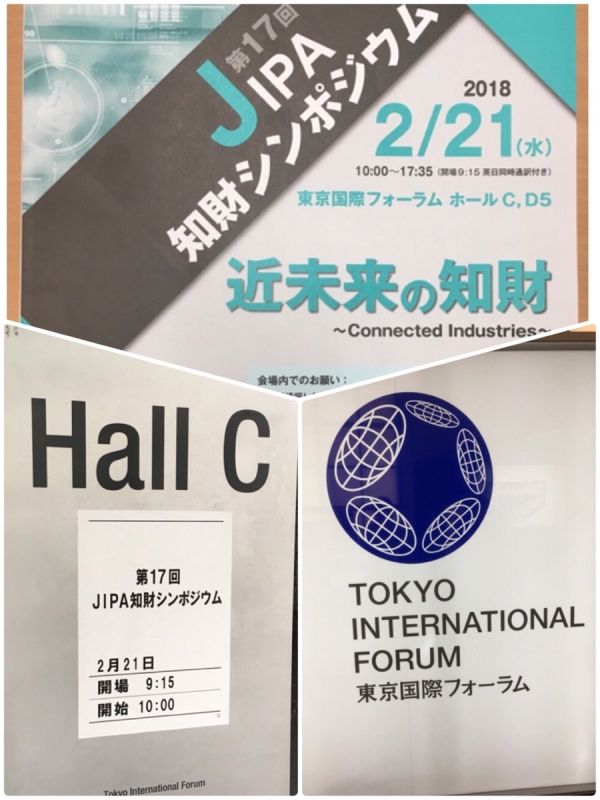 第17回
JIPA
知財シンポジウム
2018
2/21(水)
10:00〜17:35 (開場9:15 英日同時通訳付き)
東京国際フォーラム ホールC, D5
近未来の知財
~Connected Industries~
会場内でのお願い：
Hall C
第17回
JIPA知財シンポジウム
2月21日
開場 9:15
開始 10:00
c
Tokyo International Forum
TOKYO
INTERNATIONAL
FORUM
東京国際フォーラム